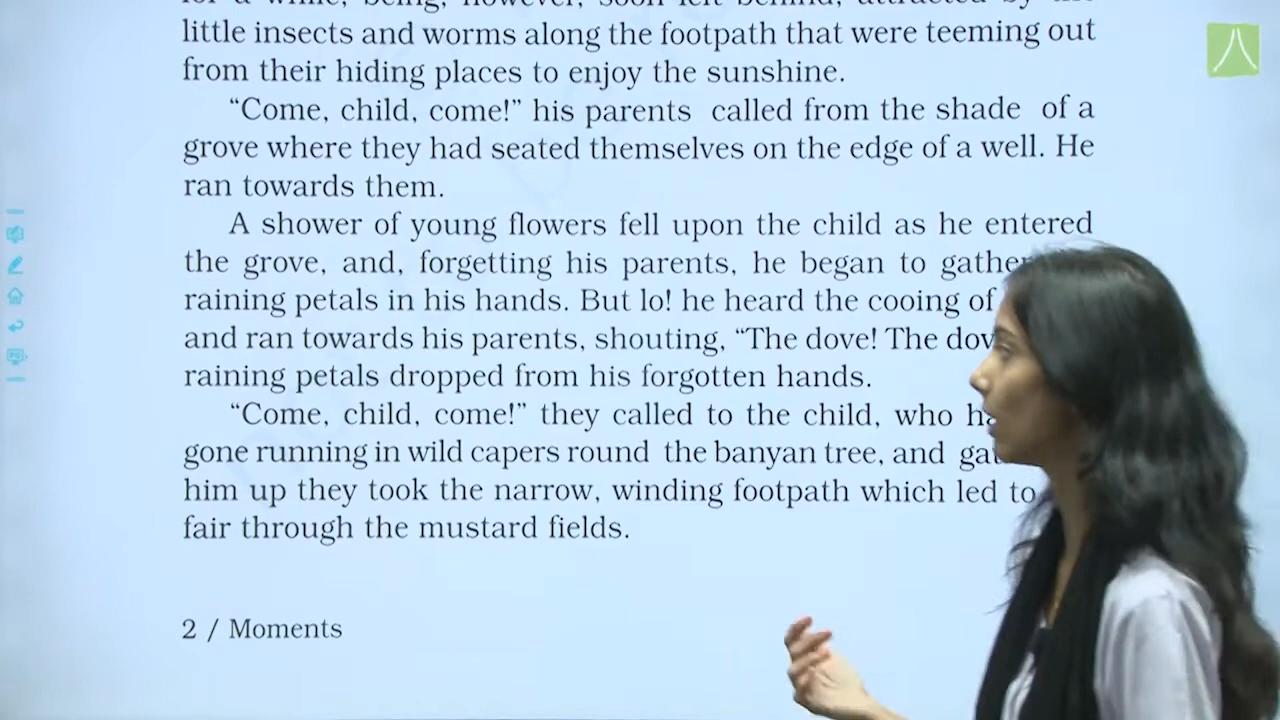 little insects and worms along the footpath that were teeming out
from their hiding places to enjoy the sunshine.
“Come, child, come!” his parents called from the shade of a
grove where they had seated themselves on the edge of a well. He
ran towards them.
A shower of young flowers fell upon the child as he entered
the grove, and, forgetting his parents, he began to gather
raining petals in his hands. But lo! he heard the cooing of
and ran towards his parents, shouting, “The dove! The
raining petals dropped from his forgotten hands.
“Come, child, come!” they called to the child, who
gone running in wild capers round the banyan tree, and
him up they took the narrow, winding footpath which led to
fair through the mustard fields.
2 / Moments